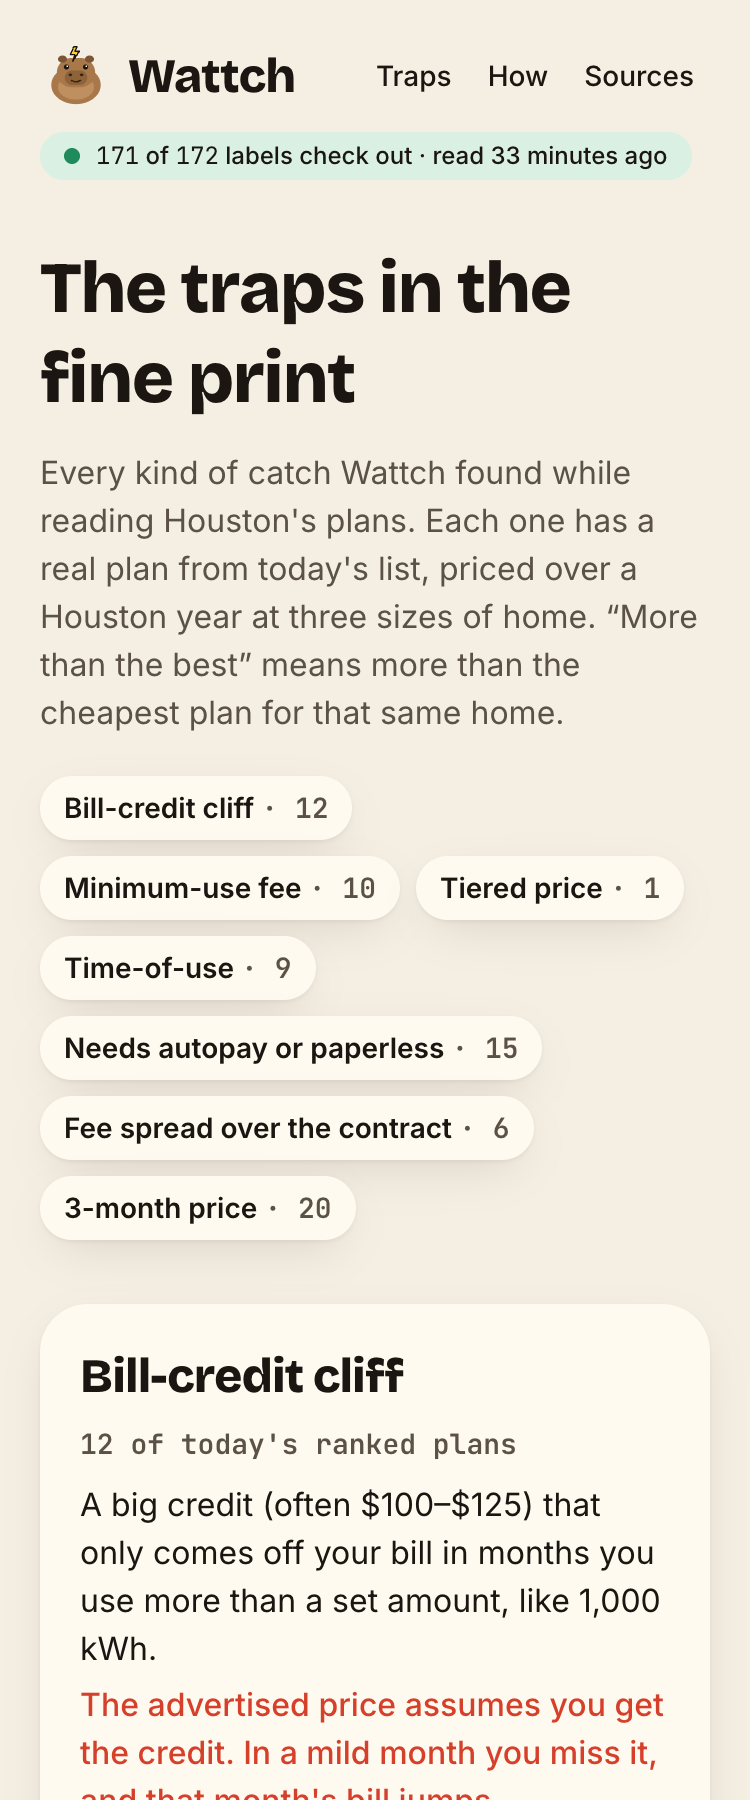 Wattch
Traps How Sources
171 of 172 labels check out · read 33 minutes ago
The traps in the
fine print
Every kind of catch Wattch found while
reading Houston's plans. Each one has a
real plan from today's list, priced over a
Houston year at three sizes of home. “More
than the best” means more than the
cheapest plan for that same home.
Bill-credit cliff · 12
Minimum-use fee · 10 Tiered price · 1
Time-of-use · 9
Needs autopay or paperless · 15
Fee spread over the contract · 6
3-month price · 20
Bill-credit cliff
12 of today's ranked plans
A big credit (often $100–$125) that
only comes off your bill in months you
use more than a set amount, like 1,000
kWh.
The advertised price assumes you get
the credit. In a mild month you miss it,
and that month's bill jumps.